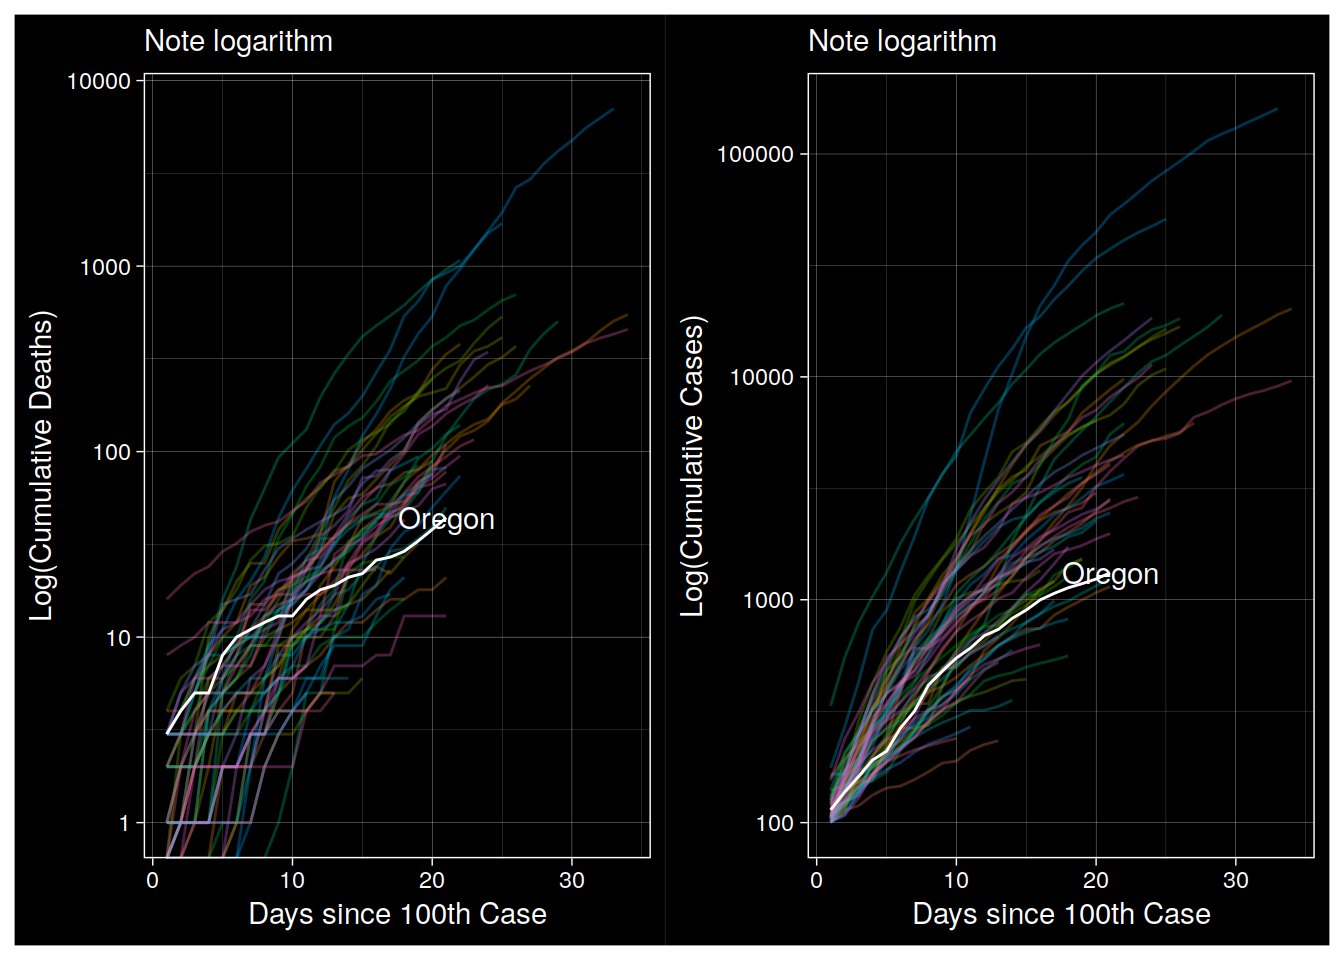 Note logarithm
Log(Cumulative Deaths)
10000
1000
100
10
1
Oregon
0
10
20
30
Days since 100th Case
Note logarithm
Log(Cumulative Cases)
100000
10000
1000
100
Oregon
0
10
20
30
Days since 100th Case